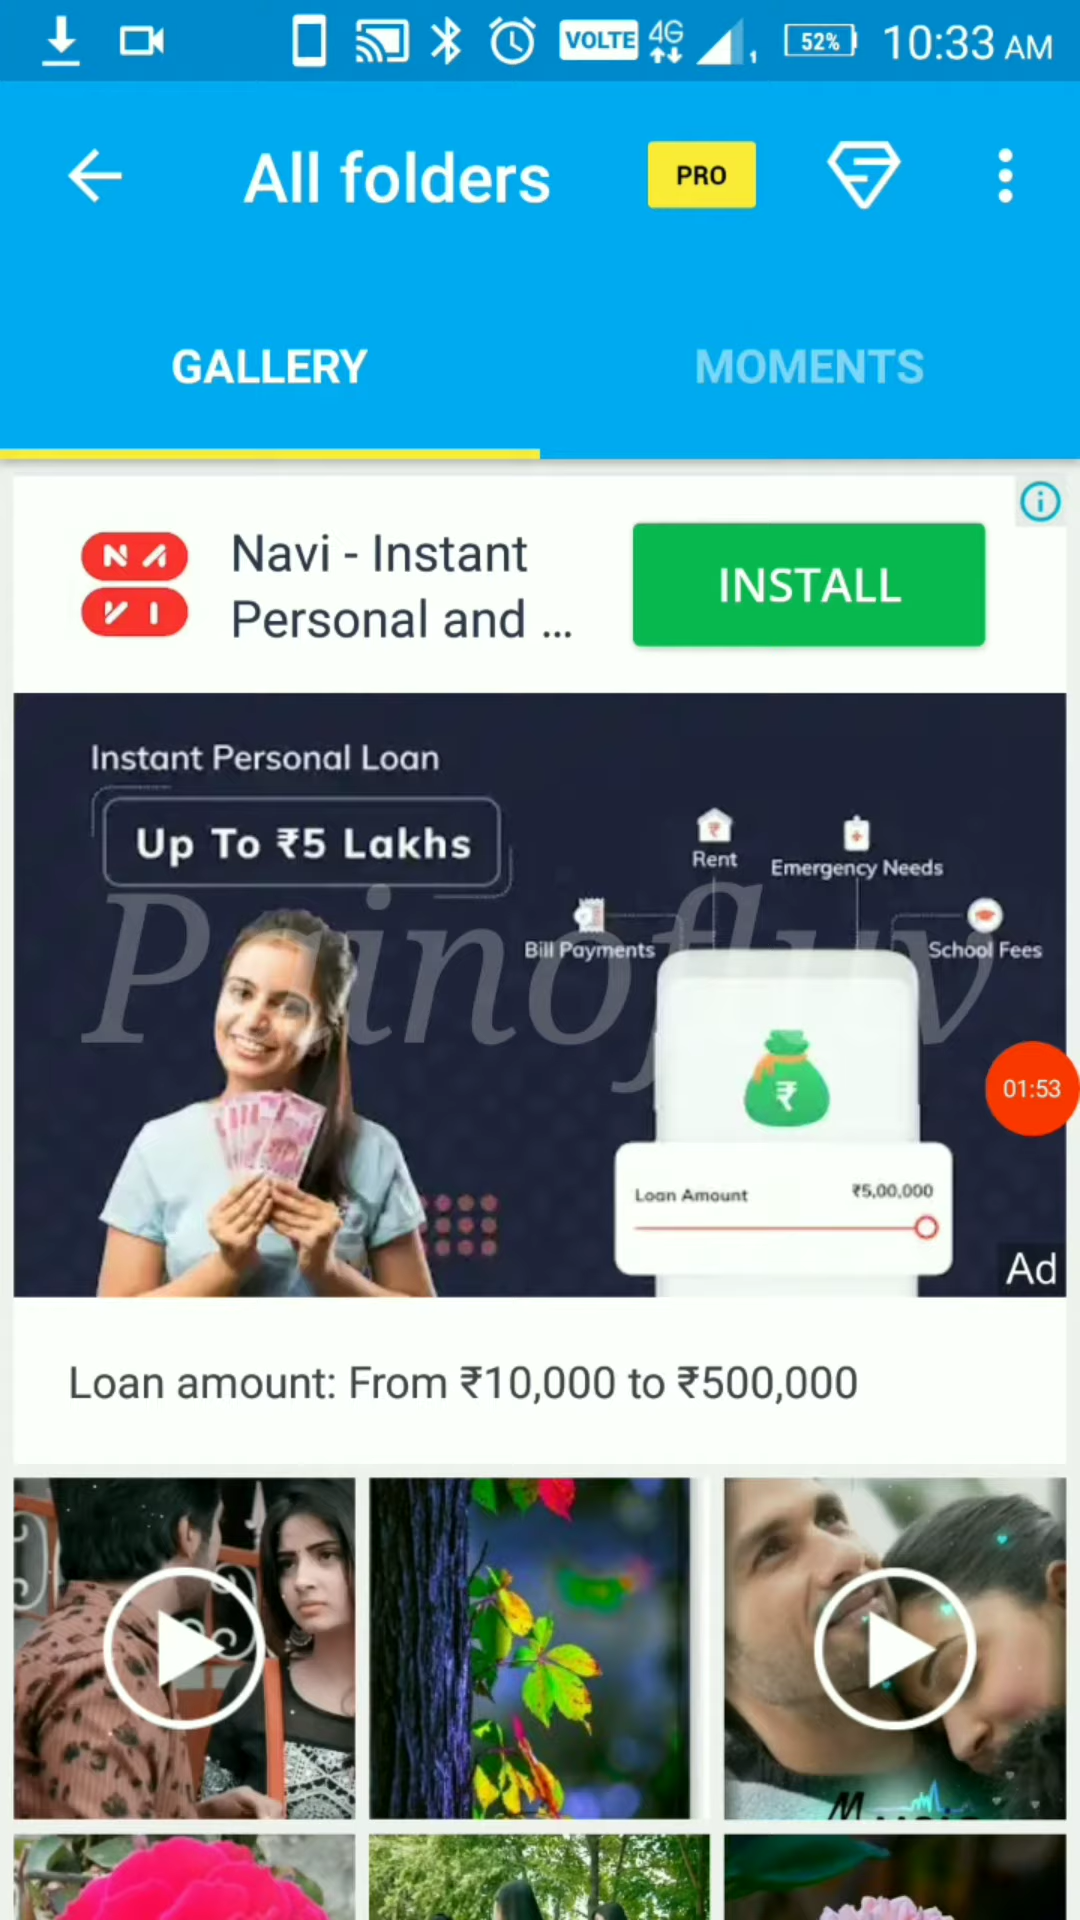 VOLTE 4G 1 52% 10:33 AM
All folders PRO
GALLERY MOMENTS
NAVI
Navi - Instant
Personal and ...
INSTALL
Instant Personal Loan
Up To ₹5 Lakhs
Rent
Emergency Needs
Bill Payments
School Fees
Painofluv
₹
01:53
Loan Amount ₹5,00,000
Ad
Loan amount: From ₹10,000 to ₹500,000